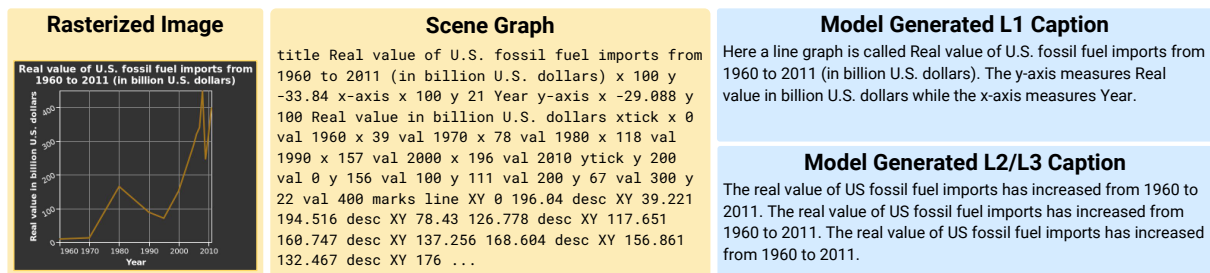 Rasterized Image
Real value of U.S. fossil fuel imports from
1960 to 2011 (in billion U.S. dollars)
Real value in billion U.S. dollars
400
300
200
100
0
1960 1970 1980 1990 2000 2010
Year
Scene Graph
title Real value of U.S. fossil fuel imports from
1960 to 2011 (in billion U.S. dollars) x 100 y
-33.84 x-axis x 100 y 21 Year y-axis x -29.088 y
100 Real value in billion U.S. dollars xtick x 0
val 1960 x 39 val 1970 x 78 val 1980 x 118 val
1990 x 157 val 2000 x 196 val 2010 ytick y 200
val 0 y 156 val 100 y 111 val 200 y 67 val 300 y
22 val 400 marks line XY 0 196.04 desc XY 39.221
194.516 desc XY 78.43 126.778 desc XY 117.651
160.747 desc XY 137.256 168.604 desc XY 156.861
132.467 desc XY 176 ...
Model Generated L1 Caption
Here a line graph is called Real value of U.S. fossil fuel imports from
1960 to 2011 (in billion U.S. dollars). The y-axis measures Real
value in billion U.S. dollars while the x-axis measures Year.
Model Generated L2/L3 Caption
The real value of US fossil fuel imports has increased from 1960 to
2011. The real value of US fossil fuel imports has increased from
1960 to 2011. The real value of US fossil fuel imports has increased
from 1960 to 2011.